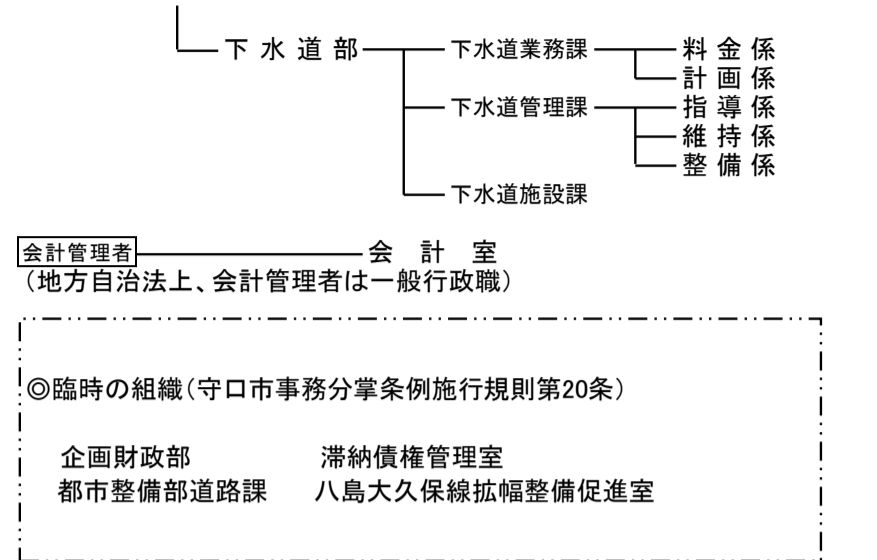 下水道部 下水道業務課 料金係
計画係
下水道管理課 指導係
維持係
整備係
下水道施設課
会計管理者 会計室
（地方自治法上、会計管理者は一般行政職）
◎臨時の組織（守口市事務分掌条例施行規則第20条）
企画財政部 滞納債権管理室
都市整備部道路課 八島大久保線拡幅整備促進室